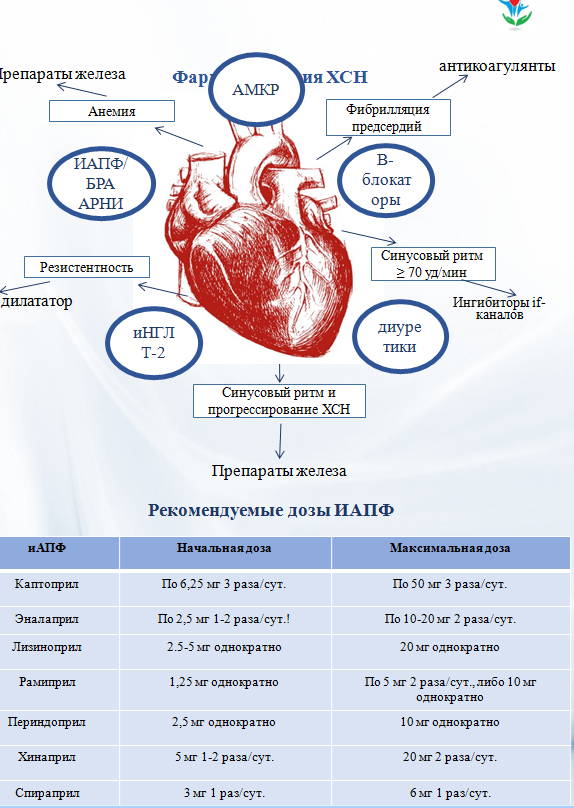 Препараты железа
антикоагулянты
ХСН
АМКР
Анемия
Фибрилляция
предсердий
ИАПФ/
БРА
АРНИ
В-
блокат
оры
Резистентность
Синусовый ритм
≥ 70 уд/мин
дилататор
Ингибиторы if-
каналов
иНГЛ
Т-2
диуре
тики
Синусовый ритм и
прогрессирование ХСН
Препараты железа
Рекомендуемые дозы ИАПФ
иАПФ Начальная доза Максимальная доза
Каптоприл По 6,25 мг 3 раза/сут. По 50 мг 3 раза/сут.
Эналаприл По 2,5 мг 1-2 раза/сут.! По 10-20 мг 2 раза/сут.
Лизиноприл 2.5-5 мг однократно 20 мг однократно
Рамиприл 1,25 мг однократно По 5 мг 2 раза/сут., либо 10 мг
однократно
Периндоприл 2,5 мг однократно 10 мг однократно
Хинаприл 5 мг 1-2 раза/сут. 20 мг 2 раза/сут.
Спираприл 3 мг 1 раз/сут. 6 мг 1 раз/сут.